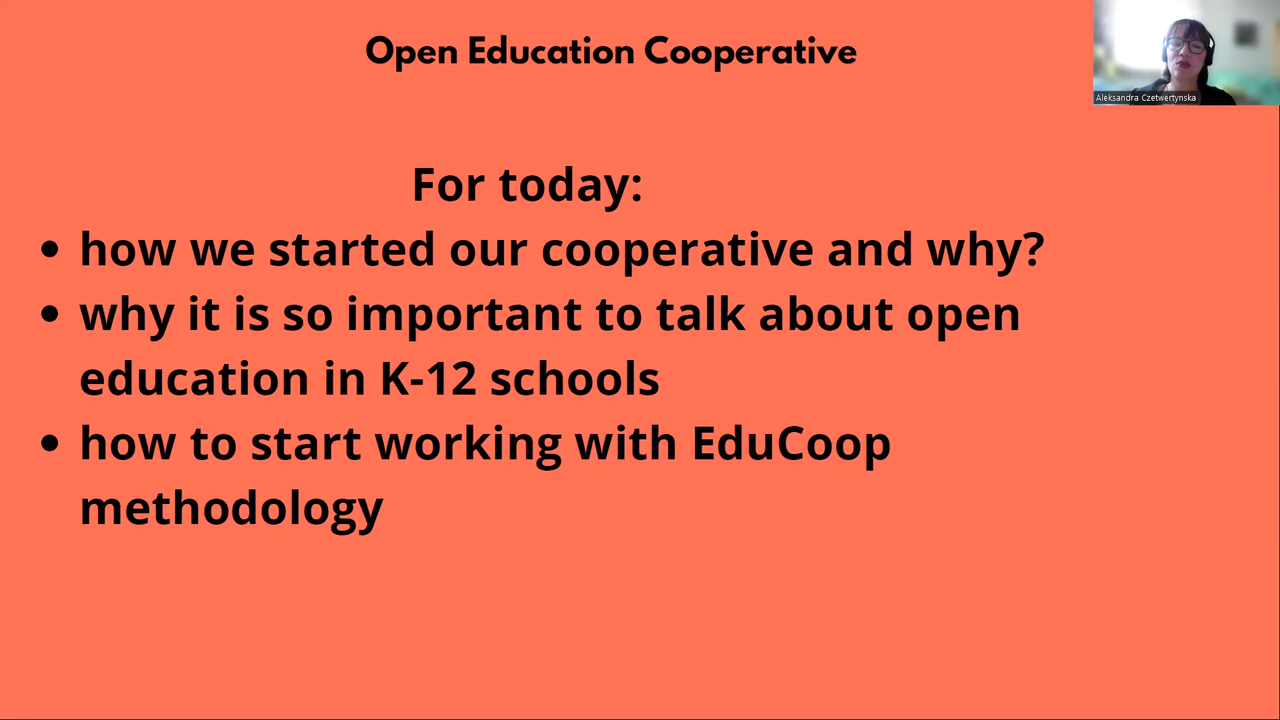 Open Education Cooperative
Aleksandra Czetwertynska
For today:
• how we started our cooperative and why?
• why it is so important to talk about open
education in K-12 schools
• how to start working with EduCoop
methodology